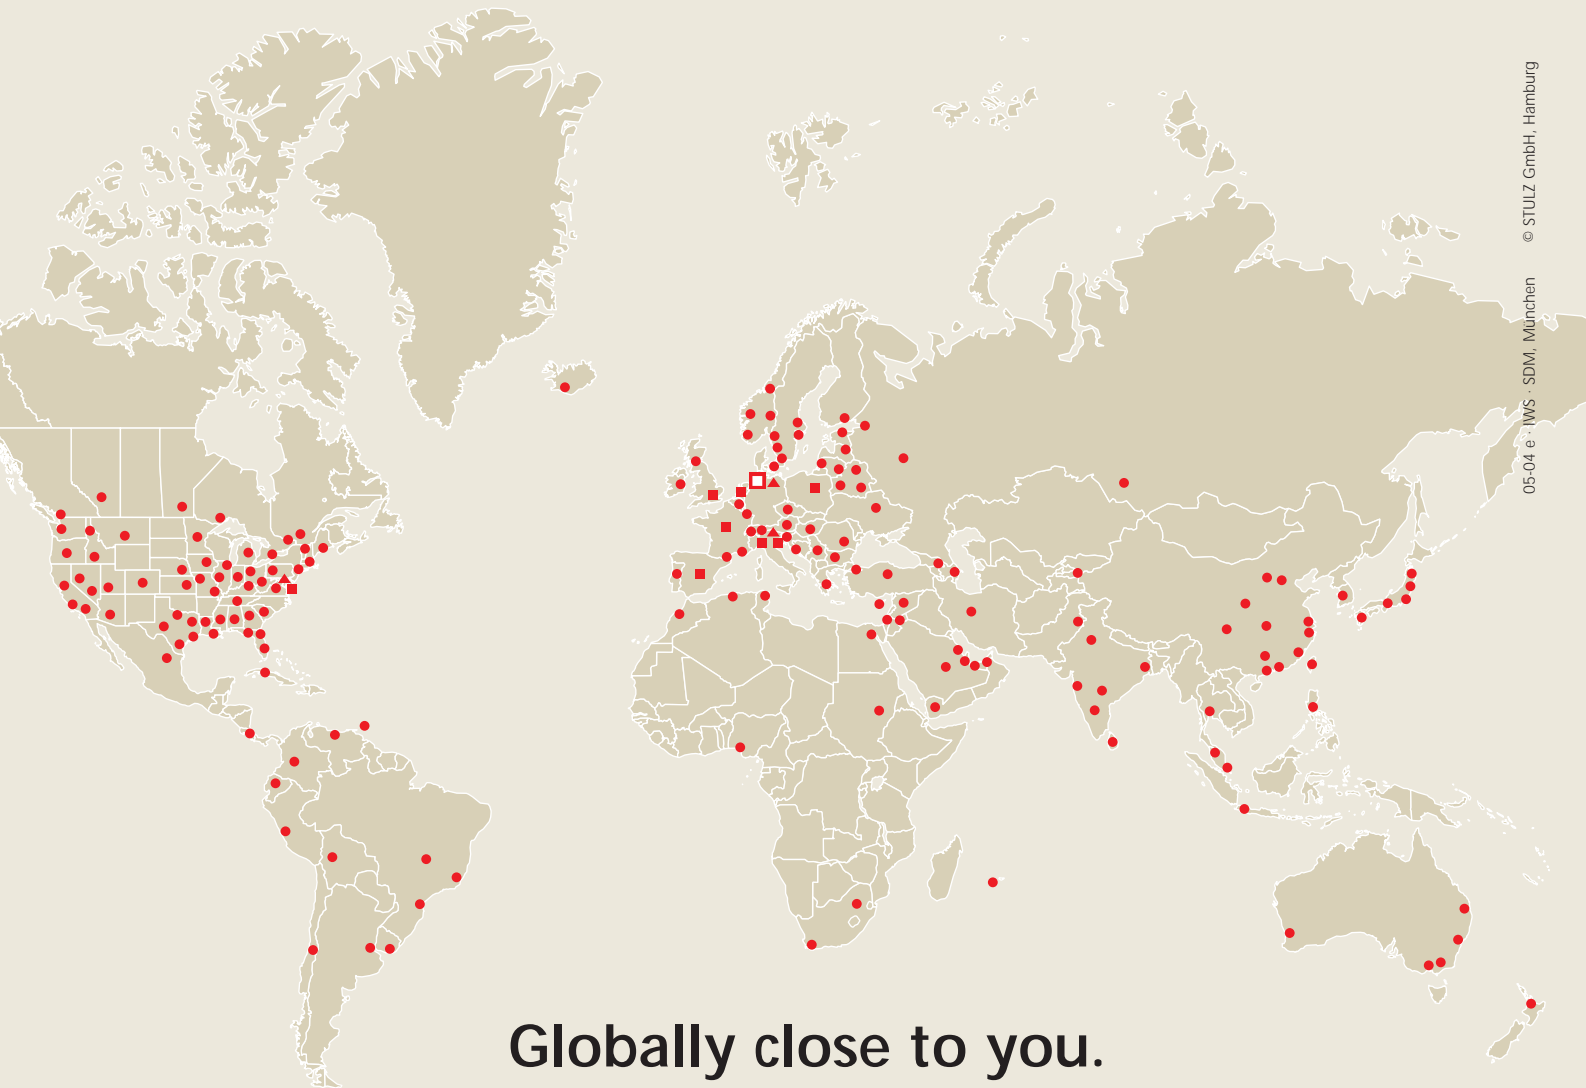 05-04 e · IWS · SDM, München © STULZ GmbH, Hamburg
Globally close to you.